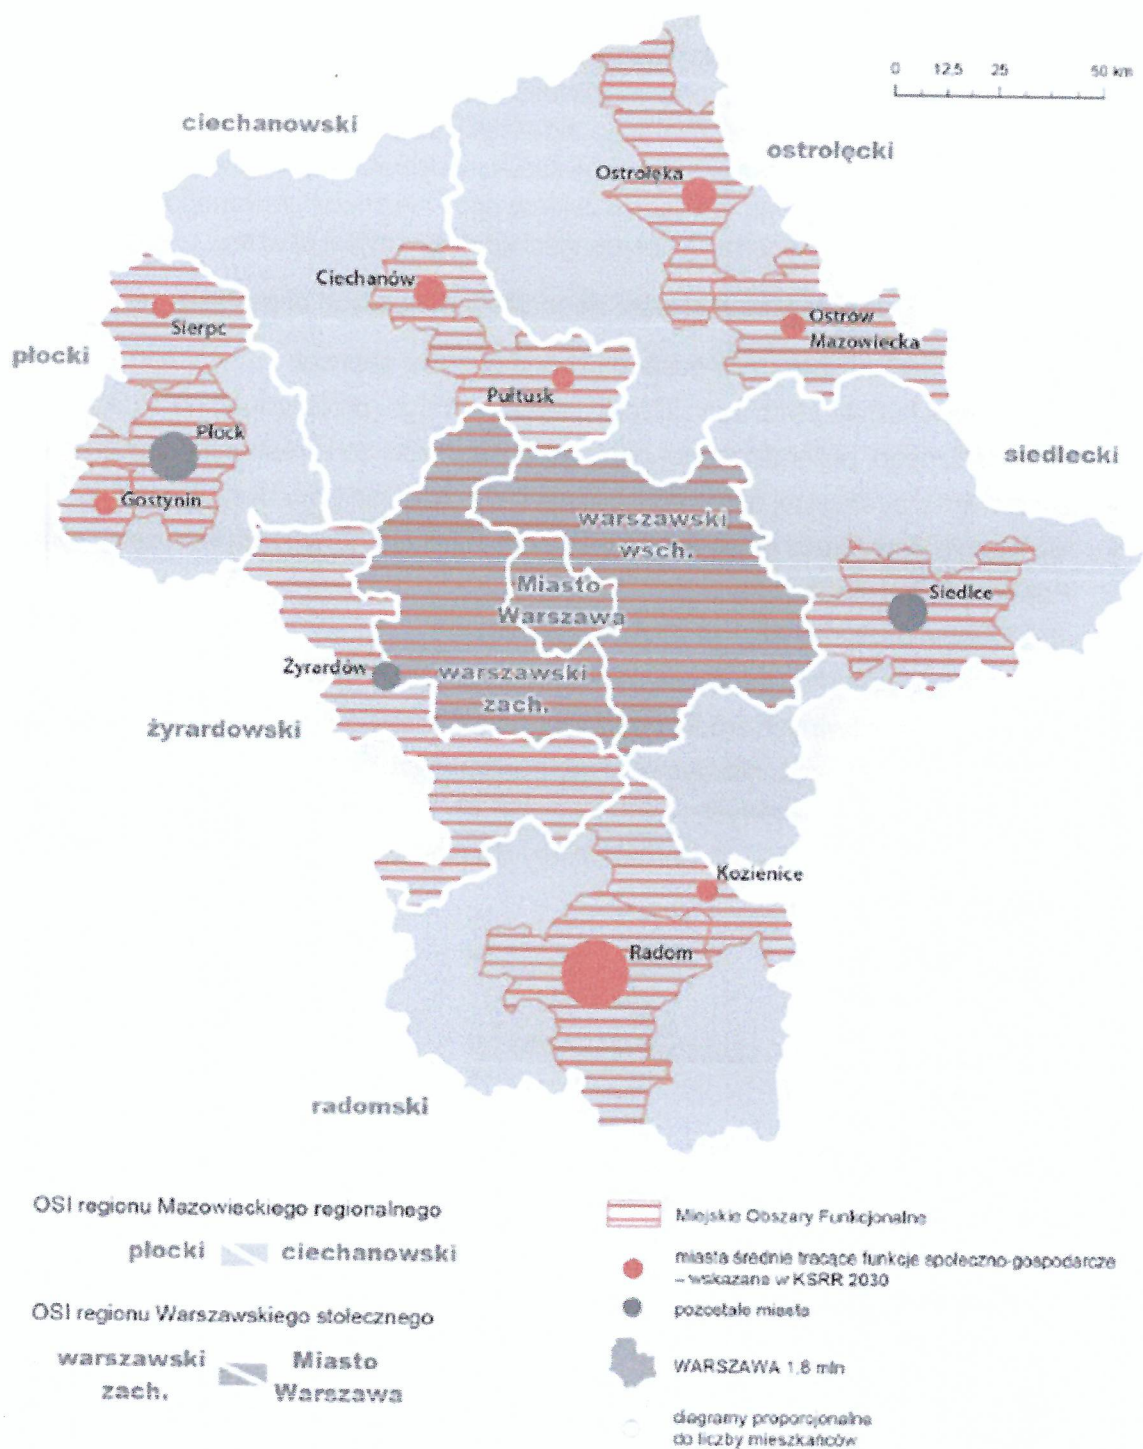 0 12,5 25 50 km
ciechanowski
ostrołęcki
Ostrołęka
Ciechanów
Sierpc
Ostrów
Mazowiecka
płocki
Pułtusk
Płock
siedlecki
Gostynin
warszawski
wsch.
Miasto
Warszawa
Siedlce
Żyrardów
warszawski
zach.
żyrardowski
Kozienice
Radom
radomski
OSI regionu Mazowieckiego regionalnego
płocki ciechanowski
OSI regionu Warszawskiego stołecznego
warszawski
zach.
Miasto
Warszawa
Miejskie Obszary Funkcjonalne
miasta średnie tracące funkcje społeczno-gospodarcze
– wskazane w KSRR 2030
pozostałe miasta
WARSZAWA 1,8 mln
diagramy proporcjonalne
do liczby mieszkańców